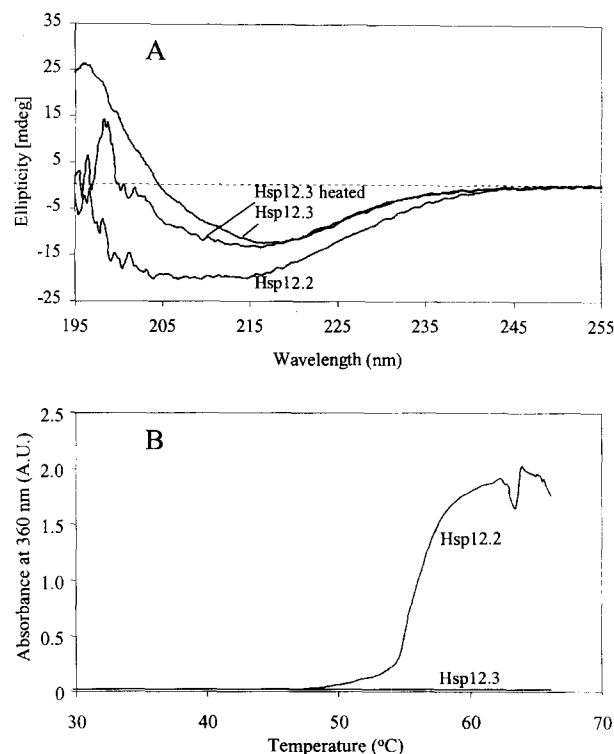 A
35
25
15
5
-5
-15
-25
Ellipticity [mdeg]
Hsp12.3 heated
Hsp12.3
Hsp12.2
195 205 215 225 235 245 255
Wavelength (nm)
B
2.5
2.0
1.5
1.0
0.5
0
Absorbance at 360 nm (A.U.)
Hsp12.2
Hsp12.3
30 40 50 60 70
Temperature (°C)